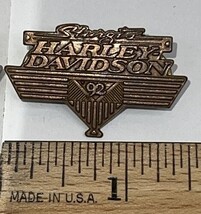 Sturgis
HARLEY-
DAVIDSON
92
MADE IN U.S.A.
1